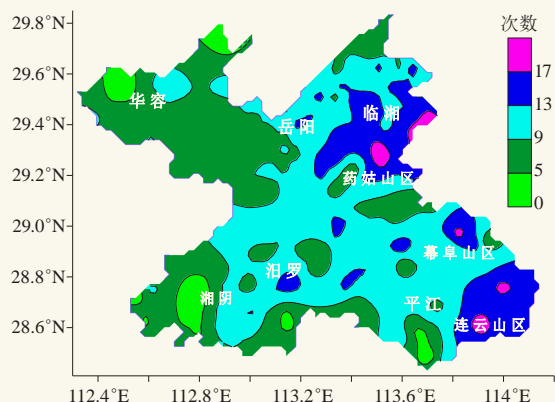 次数
29.8°N
29.6°N
29.4°N
29.2°N
29.0°N
28.8°N
28.6°N
17
13
9
5
0
华容
岳阳
临湘
药姑山区
幕阜山区
汨罗
湘阴
平江
连云山区
112.4°E
112.8°E
113.2°E
113.6°E
114°E